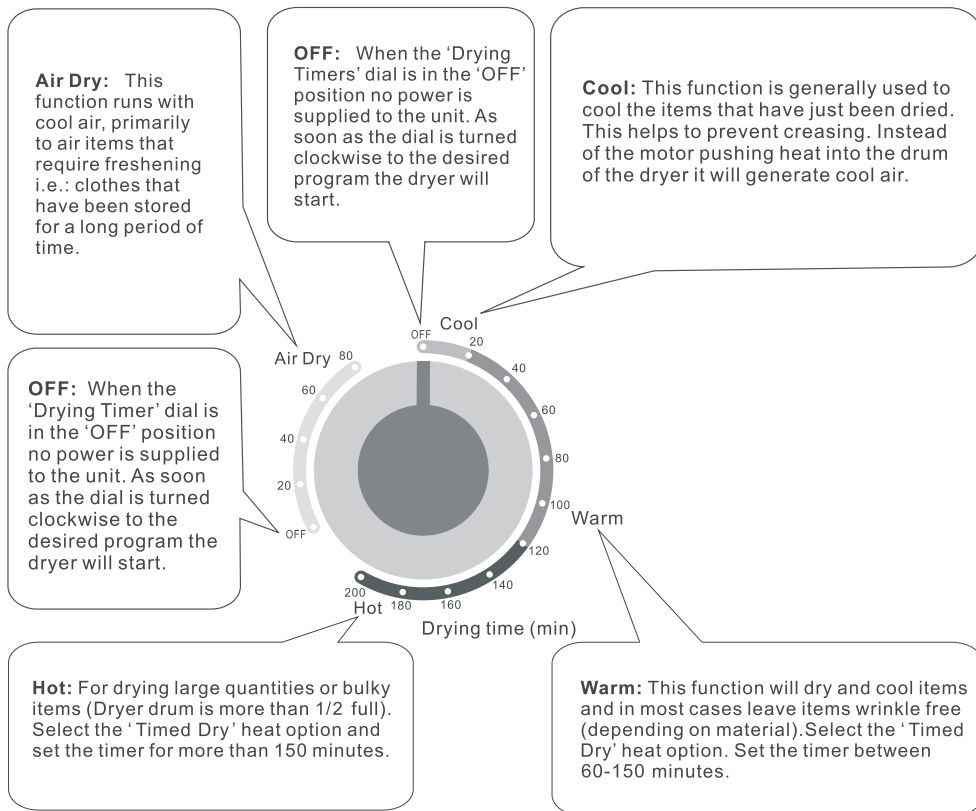 Air Dry: This
function runs with
cool air, primarily
to air items that
require freshening
i.e.: clothes that
have been stored
for a long period of
time.
OFF: When the ‘Drying
Timers’ dial is in the ‘OFF’
position no power is
supplied to the unit. As
soon as the dial is turned
clockwise to the desired
program the dryer will
start.
Cool: This function is generally used to
cool the items that have just been dried.
This helps to prevent creasing. Instead
of the motor pushing heat into the drum
of the dryer it will generate cool air.
OFF: When the
‘Drying Timer’ dial is
in the ‘OFF’ position
no power is supplied
to the unit. As soon
as the dial is turned
clockwise to the
desired program the
dryer will start.
Air Dry
80
60
40
20
OFF
OFF
Cool
20
40
60
80
100
Warm
120
140
160
180
200
Hot
Drying time (min)
Hot: For drying large quantities or bulky
items (Dryer drum is more than 1/2 full).
Select the ‘ Timed Dry’ heat option and
set the timer for more than 150 minutes.
Warm: This function will dry and cool items
and in most cases leave items wrinkle free
(depending on material).Select the ‘ Timed
Dry’ heat option. Set the timer between
60-150 minutes.